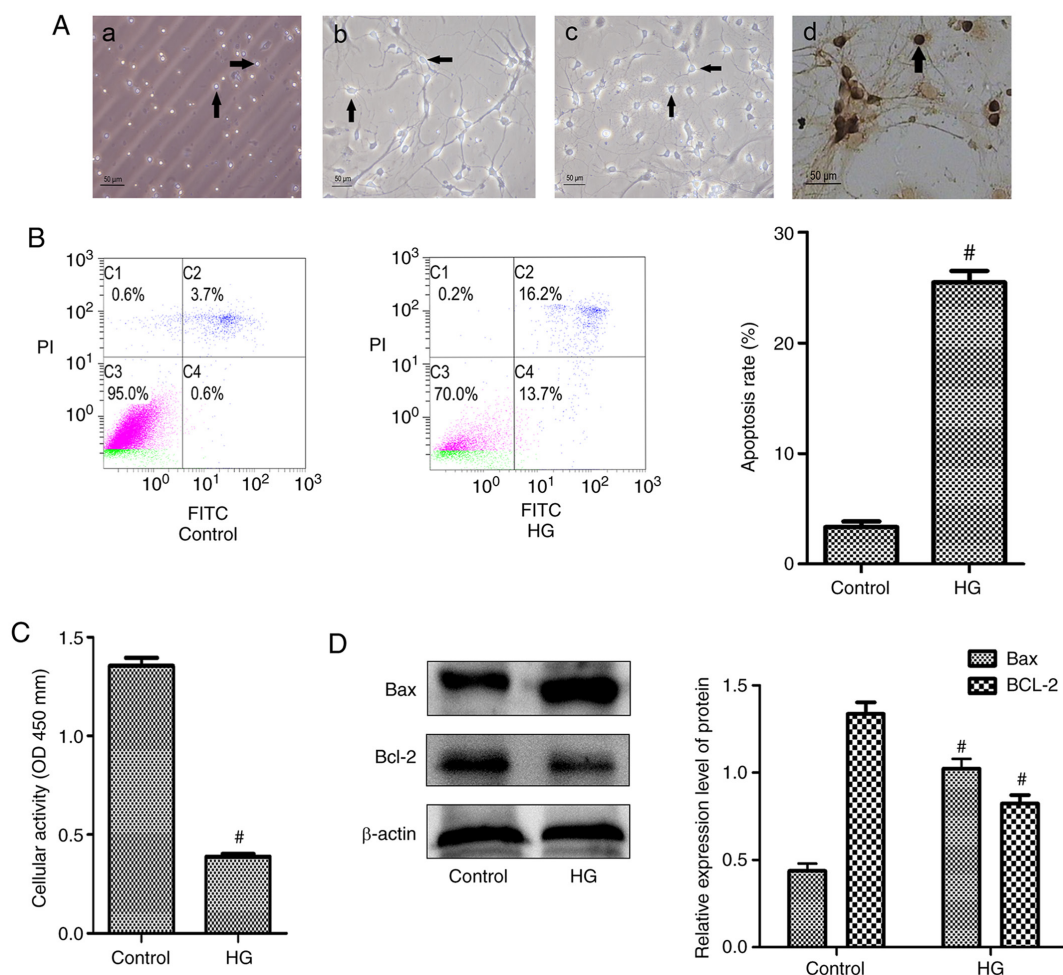 A
a
b
c
d
50 µm
50 µm
50 µm
50 µm
B
10³
10²
10¹
10⁰
PI
C1
0.6%
C2
3.7%
C3
95.0%
C4
0.6%
10⁰ 10¹ 10² 10³
FITC
Control
10³
10²
10¹
10⁰
PI
C1
0.2%
C2
16.2%
C3
70.0%
C4
13.7%
10⁰ 10¹ 10² 10³
FITC
HG
Apoptosis rate (%)
30
20
10
0
#
Control HG
C
Cellular activity (OD 450 mm)
1.5
1.0
0.5
0.0
#
Control HG
D
Bax
Bcl-2
β-actin
Control HG
Bax
BCL-2
Relative expression level of protein
1.5
1.0
0.5
0.0
#
#
Control HG